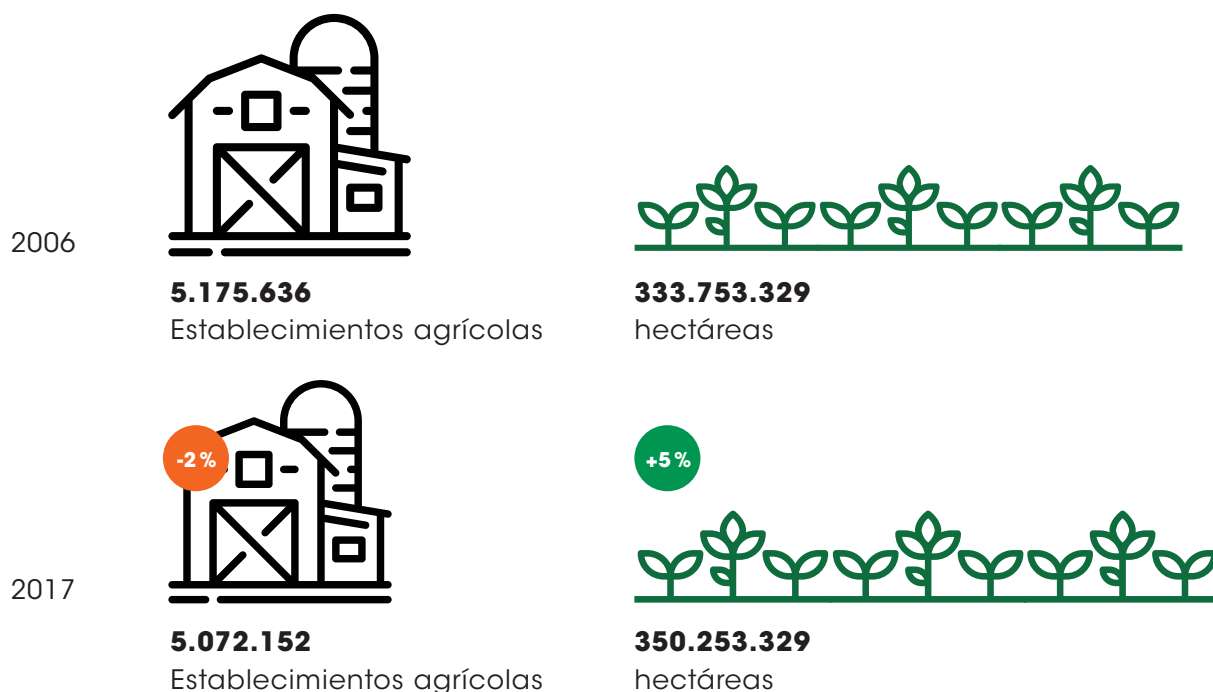 2006
5.175.636
Establecimientos agrícolas
333.753.329
hectáreas
-2 %
+5 %
2017
5.072.152
Establecimientos agrícolas
350.253.329
hectáreas